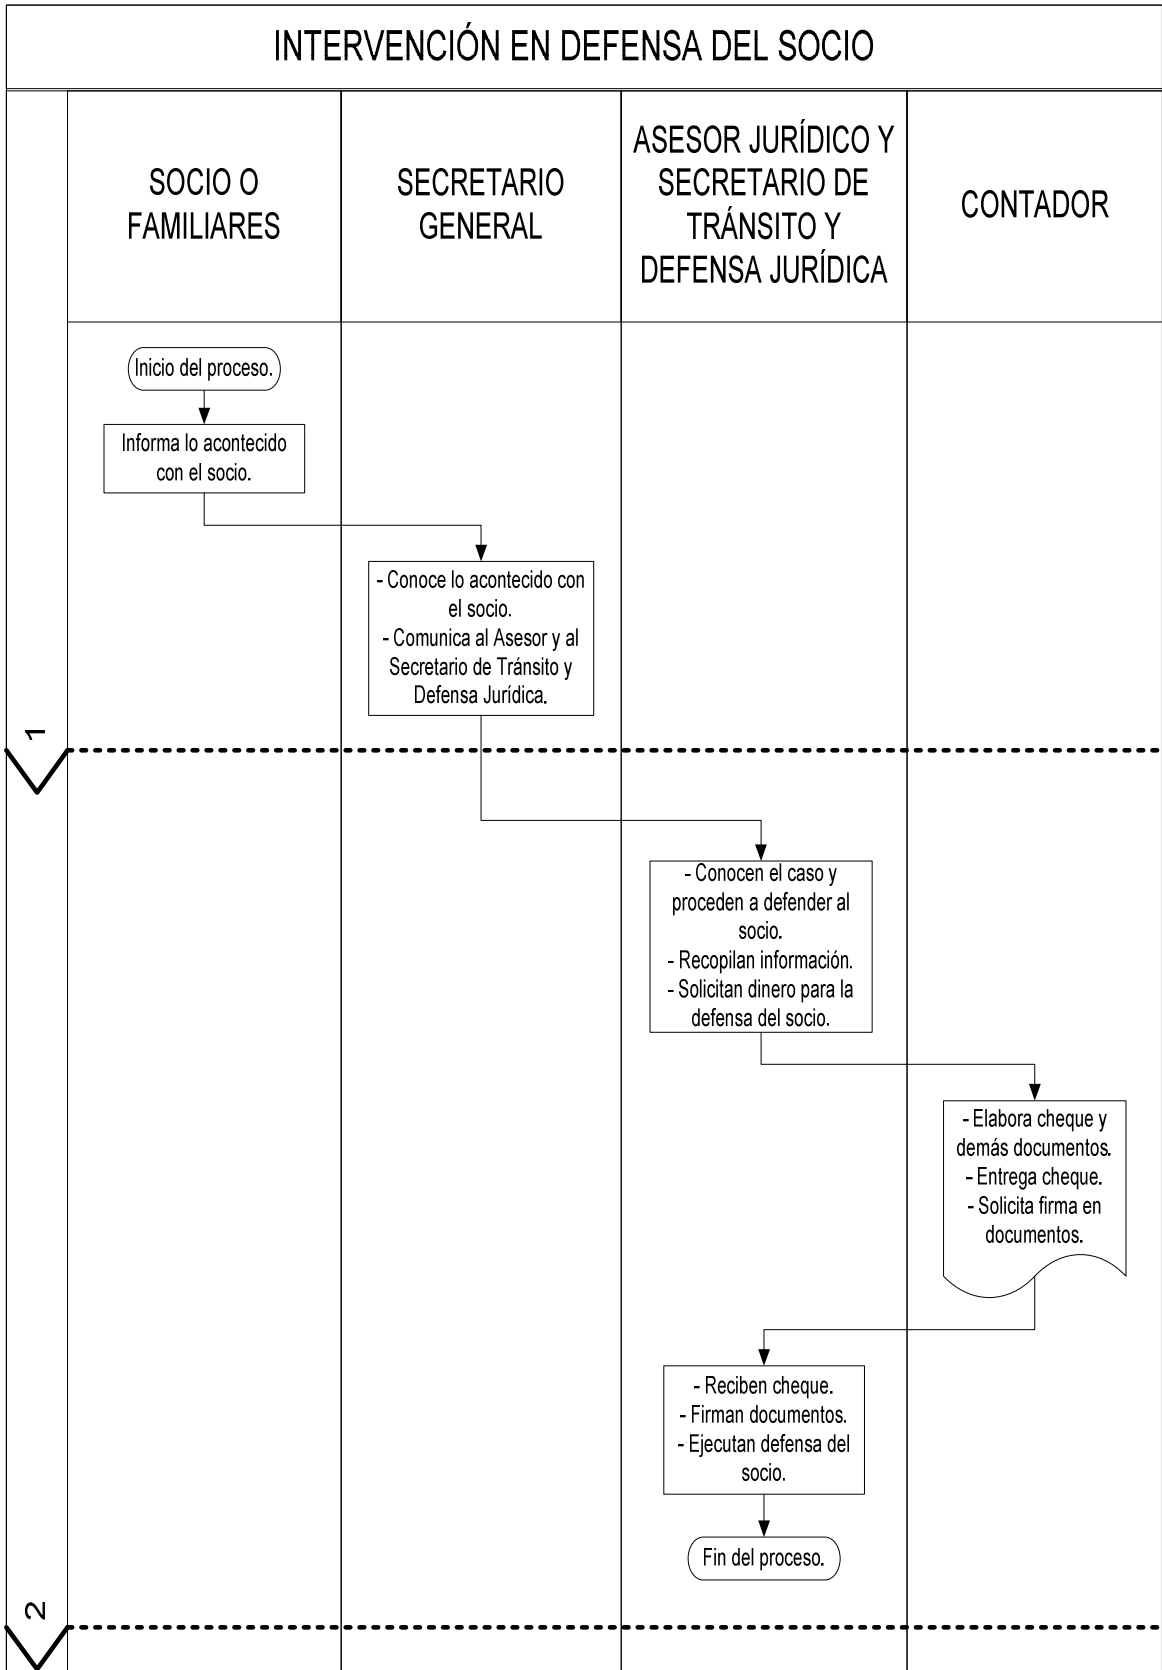 INTERVENCIÓN EN DEFENSA DEL SOCIO
SOCIO O
FAMILIARES
SECRETARIO
GENERAL
ASESOR JURÍDICO Y
SECRETARIO DE
TRÁNSITO Y
DEFENSA JURÍDICA
CONTADOR
Inicio del proceso.
Informa lo acontecido
con el socio.
- Conoce lo acontecido con
el socio.
- Comunica al Asesor y al
Secretario de Tránsito y
Defensa Jurídica.
1
- Conocen el caso y
proceden a defender al
socio.
- Recopilan información.
- Solicitan dinero para la
defensa del socio.
- Elabora cheque y
demás documentos.
- Entrega cheque.
- Solicita firma en
documentos.
- Reciben cheque.
- Firman documentos.
- Ejecutan defensa del
socio.
Fin del proceso.
2